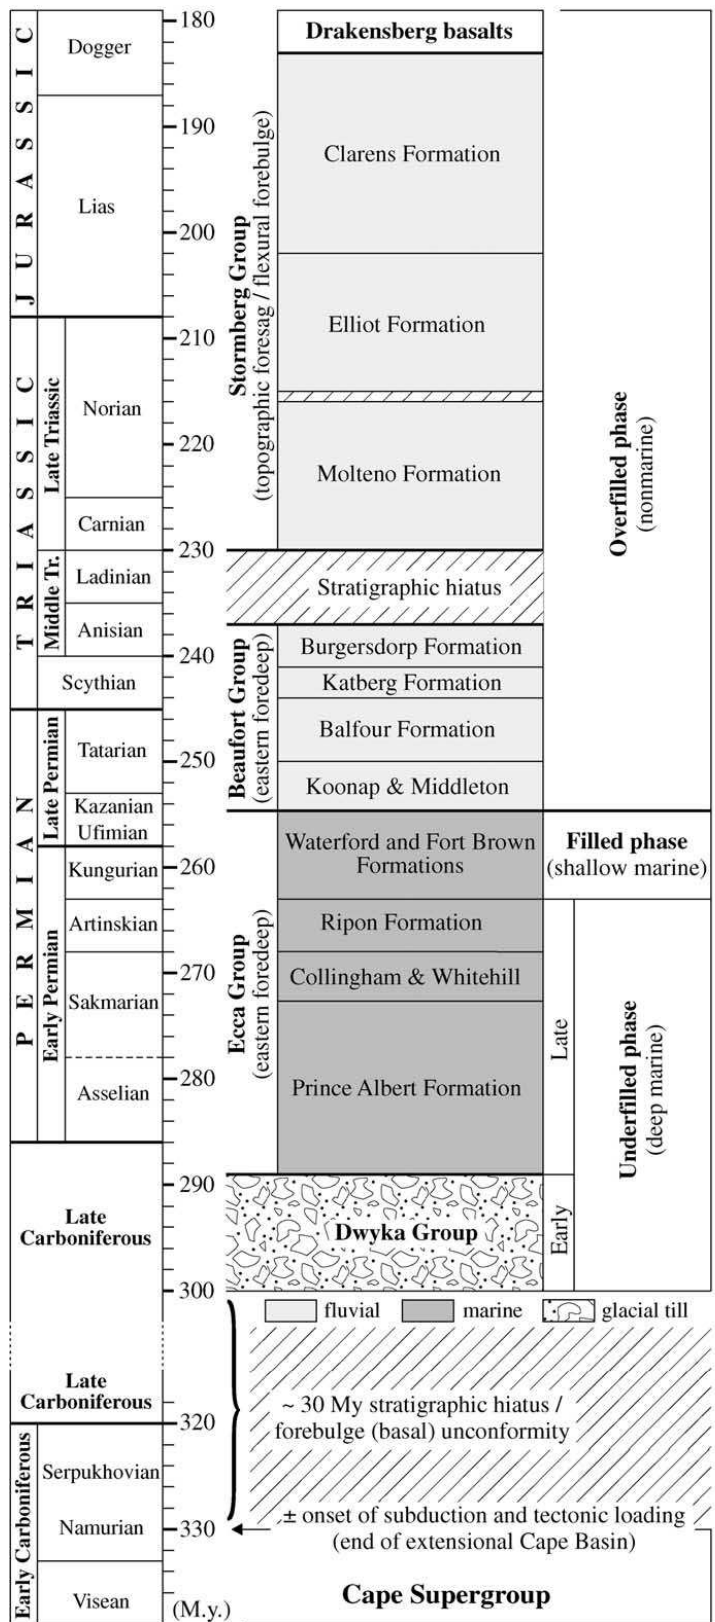 JURASSIC
Dogger
Lias
TRIASSIC
Late Triassic
Norian
Carnian
Middle Tr.
Ladinian
Anisian
Scythian
PERMIAN
Late Permian
Tatarian
Kazanian
Ufimian
Early Permian
Kungurian
Artinskian
Sakmarian
Asselian
Late
Carboniferous
Late
Carboniferous
Early Carboniferous
Serpukhovian
Namurian
Visean
180
190
200
210
220
230
240
250
260
270
280
290
300
320
330
(M.y.)
Stormberg Group
(topographic foresag / flexural forebulge)
Drakensberg basalts
Clarens Formation
Elliot Formation
Molteno Formation
Stratigraphic hiatus
Beaufort Group
(eastern foredeep)
Burgersdorp Formation
Katberg Formation
Balfour Formation
Koonap & Middleton
Ecca Group
(eastern foredeep)
Waterford and Fort Brown
Formations
Ripon Formation
Collingham & Whitehill
Prince Albert Formation
Dwyka Group
Overfilled phase
(nonmarine)
Filled phase
(shallow marine)
Late
Early
Underfilled phase
(deep marine)
fluvial
marine
glacial till
~ 30 My stratigraphic hiatus /
forebulge (basal) unconformity
± onset of subduction and tectonic loading
(end of extensional Cape Basin)
Cape Supergroup